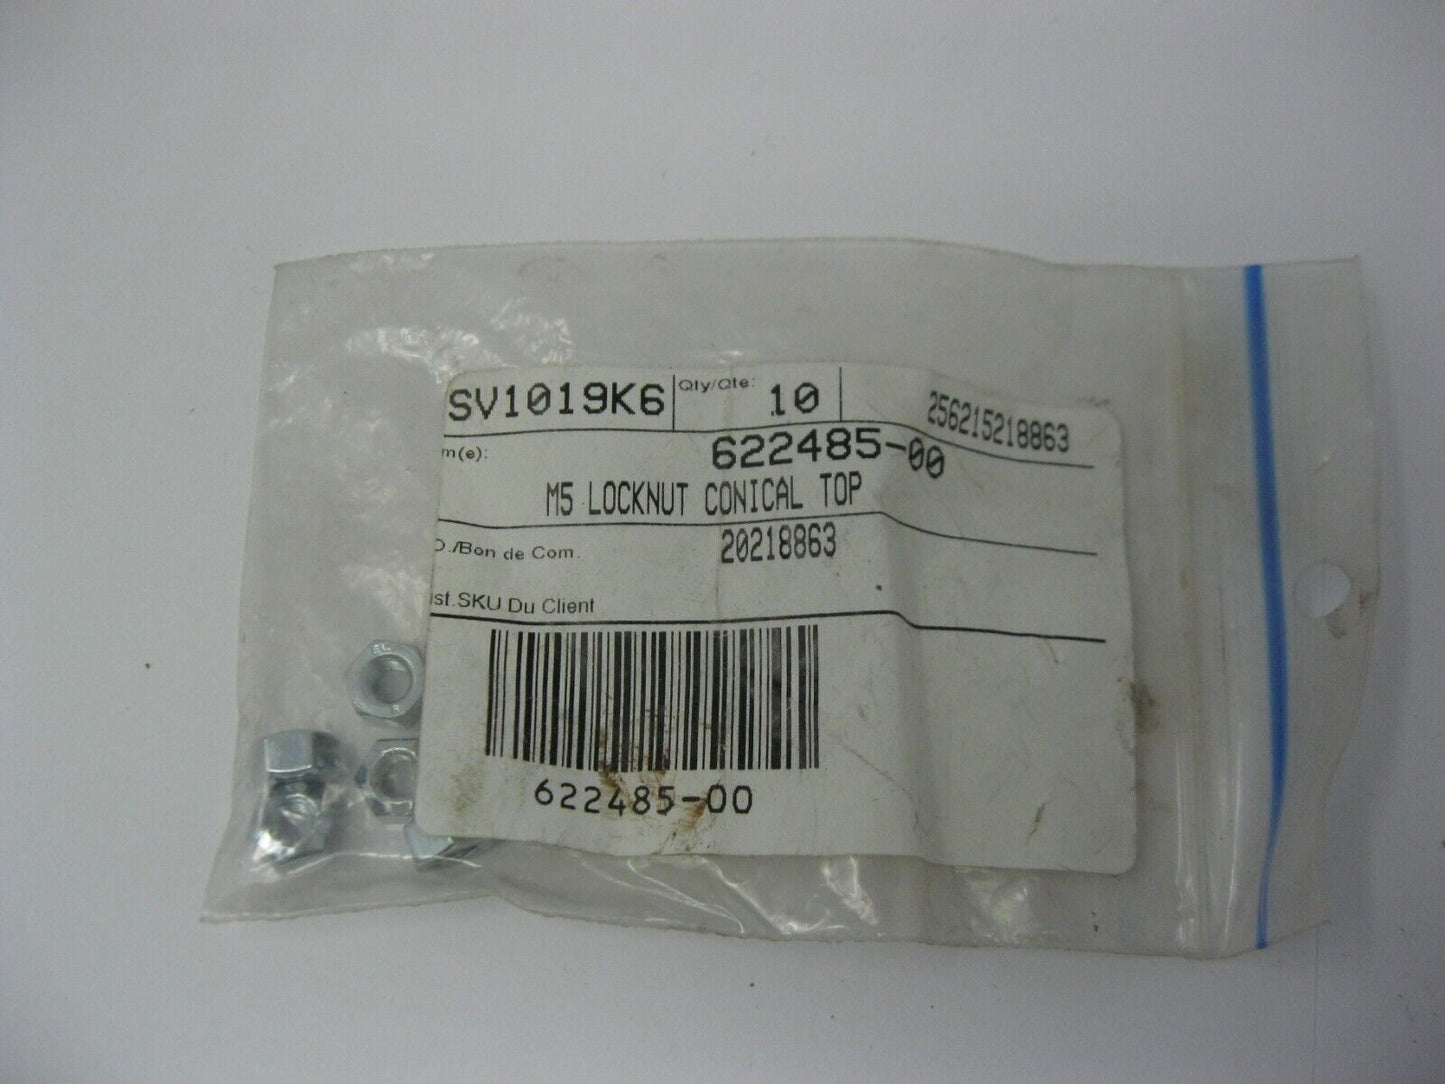 SV1019K6 Qty/Qte: 10 256215218863
m(e): 622485-00
M5 LOCKNUT CONICAL TOP
O./Bon de Com. 20218863
ist.SKU Du Client
622485-00